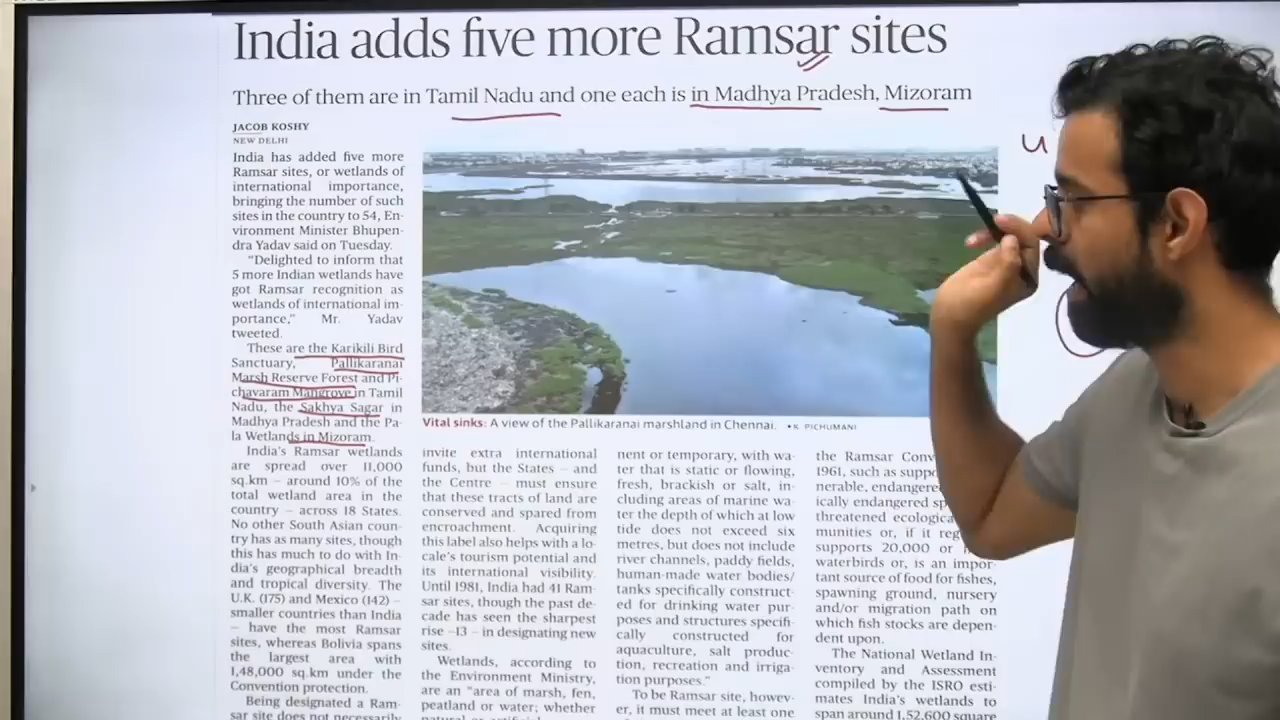 India adds five more Ramsar sites
Three of them are in Tamil Nadu and one each is in Madhya Pradesh, Mizoram
JACOB KOSHY
NEW DELHI
India has added five more
Ramsar sites, or wetlands of
international importance,
bringing the number of such
sites in the country to 54, En-
vironment Minister Bhupen-
dra Yadav said on Tuesday.
"Delighted to inform that
5 more Indian wetlands have
got Ramsar recognition as
wetlands of international im-
portance," Mr. Yadav
tweeted.
These are the Karikili Bird
Sanctuary, Pallikaranai
Marsh Reserve Forest and Pi-
chavaram Mangrove in Tamil
Nadu, the Sakhya Sagar in
Madhya Pradesh and the Pa-
la Wetlands in Mizoram.
India's Ramsar wetlands
are spread over 11,000
sq.km – around 10% of the
total wetland area in the
country – across 18 States.
No other South Asian coun-
try has as many sites, though
this has much to do with In-
dia's geographical breadth
and tropical diversity. The
U.K. (175) and Mexico (142) –
smaller countries than India
– have the most Ramsar
sites, whereas Bolivia spans
the largest area with
1,48,000 sq.km under the
Convention protection.
Being designated a Ram-
sar site does not necessarily
Vital sinks: A view of the Pallikaranai marshland in Chennai. • K. PICHUMANI
invite extra international
funds, but the States – and
the Centre – must ensure
that these tracts of land are
conserved and spared from
encroachment. Acquiring
this label also helps with a lo-
cale's tourism potential and
its international visibility.
Until 1981, India had 41 Ram-
sar sites, though the past de-
cade has seen the sharpest
rise –13 – in designating new
sites.
Wetlands, according to
the Environment Ministry,
are an "area of marsh, fen,
peatland or water; whether
natural or artificial,
nent or temporary, with wa-
ter that is static or flowing,
fresh, brackish or salt, in-
cluding areas of marine wa-
ter the depth of which at low
tide does not exceed six
metres, but does not include
river channels, paddy fields,
human-made water bodies/
tanks specifically construct-
ed for drinking water pur-
poses and structures specifi-
cally constructed for
aquaculture, salt produc-
tion, recreation and irriga-
tion purposes."
To be Ramsar site, howev-
er, it must meet at least one
the Ramsar Conv
1961, such as suppo
nerable, endangere
ically endangered sp
threatened ecologica
munities or, if it reg
supports 20,000 or
waterbirds or, is an impor-
tant source of food for fishes,
spawning ground, nursery
and/or migration path on
which fish stocks are depen-
dent upon.
The National Wetland In-
ventory and Assessment
compiled by the ISRO esti-
mates India's wetlands to
span around 1,52,600 square